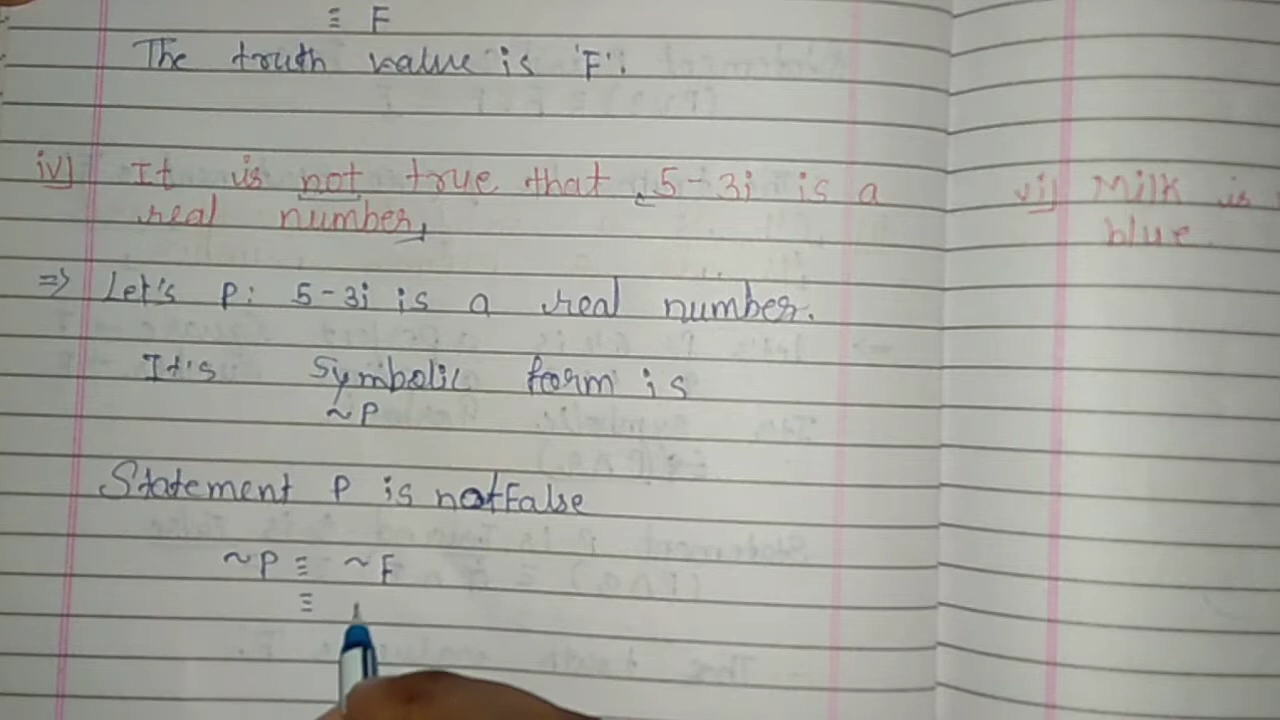 ≡ F
The truth value is 'F'.
iv) It is not true that 5-3i is a
real number,
⇒ Let's p: 5-3i is a real number.
It's symbolic form is
~p
Statement p is not False
~p ≡ ~F
≡
vi) Milk is
blue